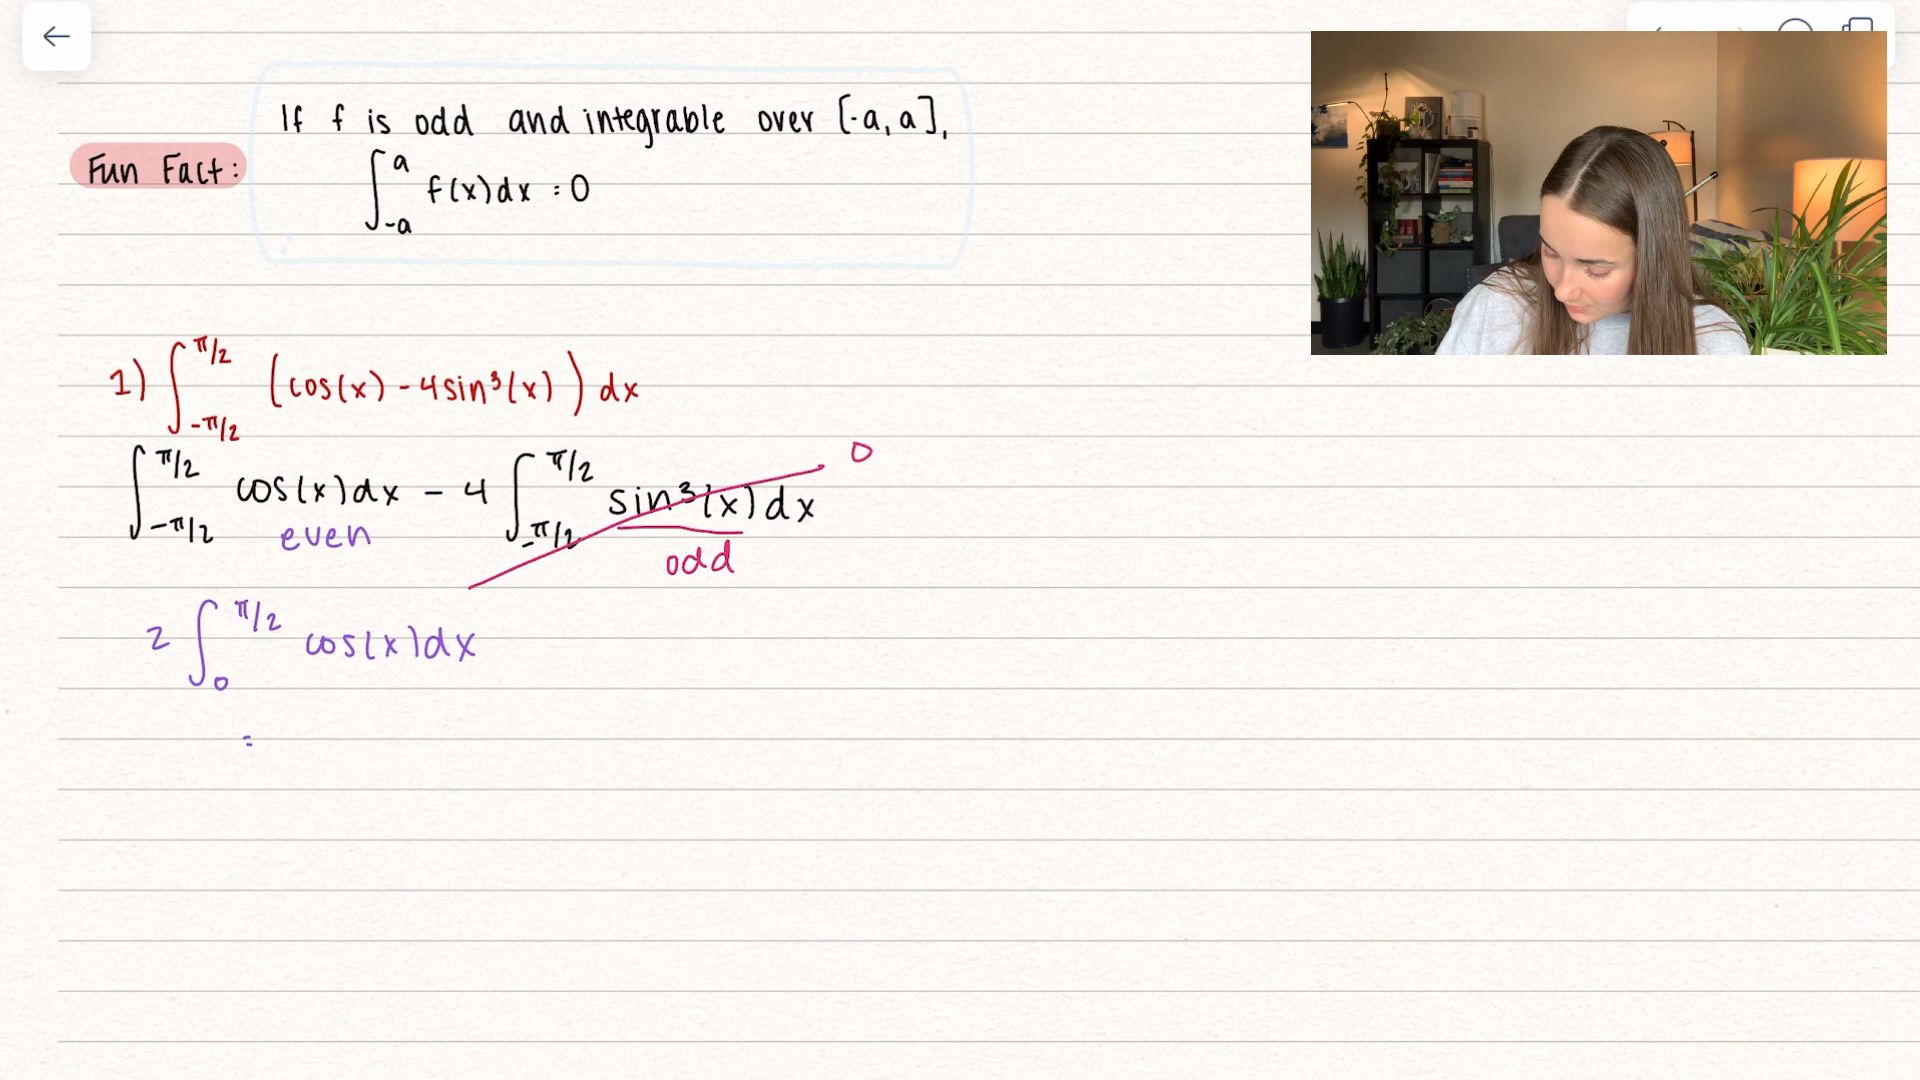 If f is odd and integrable over [-a, a],
Fun Fact:
∫_{-a}^{a} f(x)dx = 0
1) ∫_{-π/2}^{π/2} (cos(x) - 4sin³(x)) dx
∫_{-π/2}^{π/2} cos(x)dx - 4 ∫_{-π/2}^{π/2} sin³(x)dx 0
even odd
2 ∫_{0}^{π/2} cos(x)dx
=